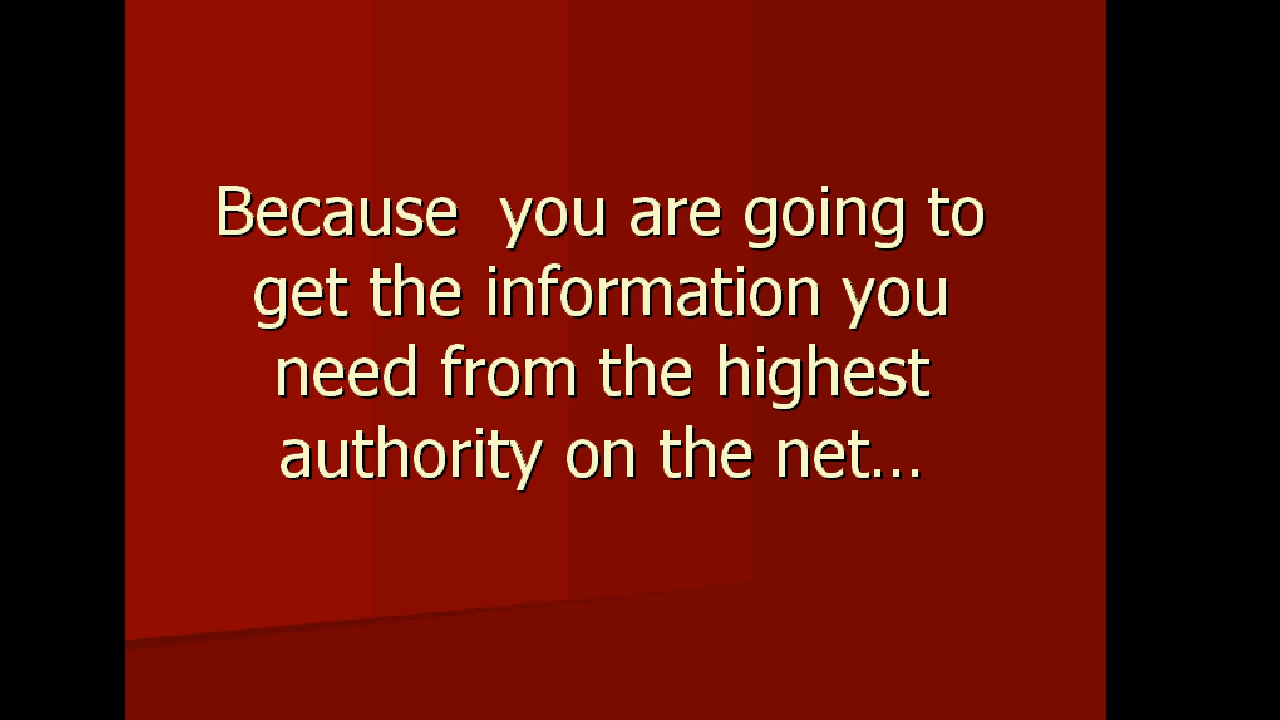 Because  you are going to
get the information you
need from the highest
authority on the net...